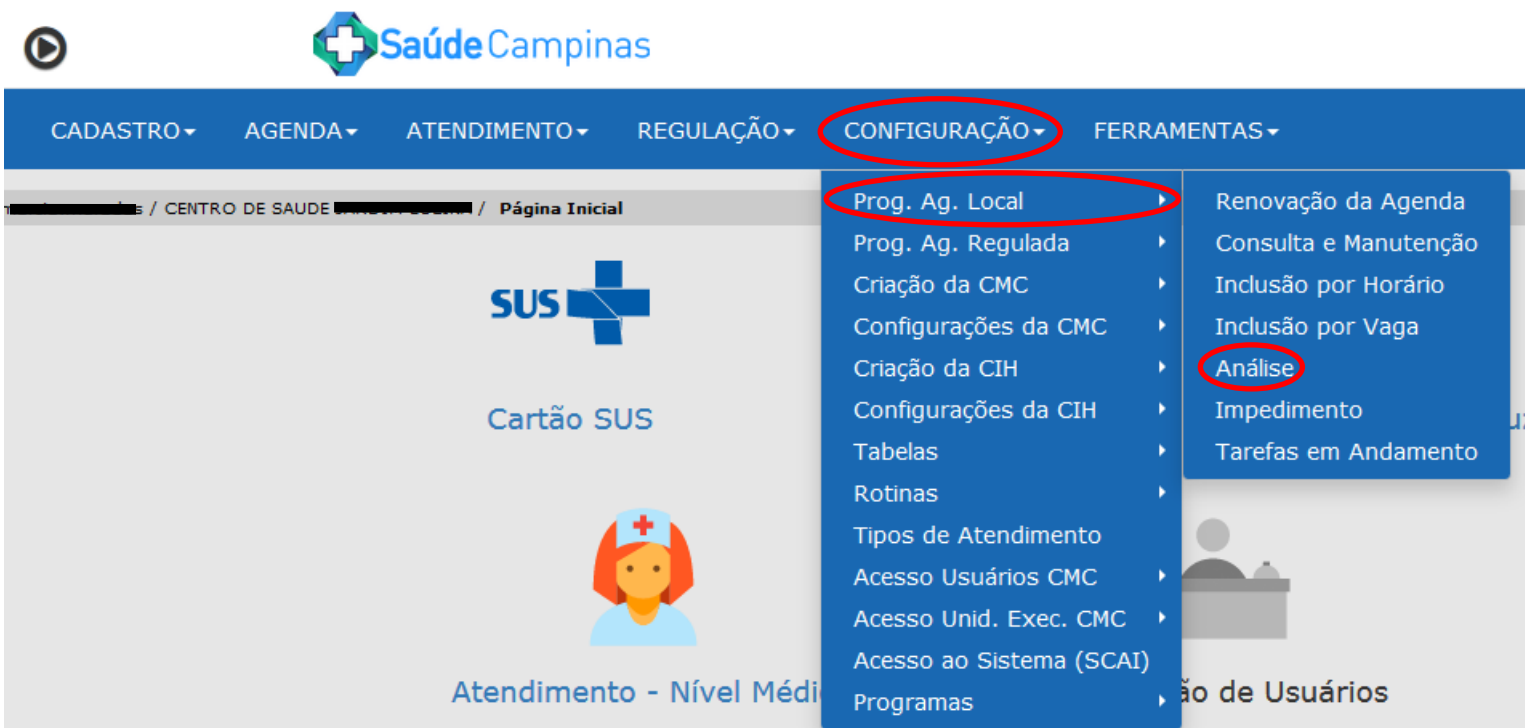 Saúde Campinas
CADASTRO AGENDA ATENDIMENTO REGULAÇÃO CONFIGURAÇÃO FERRAMENTAS
/ CENTRO DE SAUDE / Página Inicial
Prog. Ag. Local
Prog. Ag. Regulada
Criação da CMC
Configurações da CMC
Criação da CIH
Configurações da CIH
Tabelas
Rotinas
Tipos de Atendimento
Acesso Usuários CMC
Acesso Unid. Exec. CMC
Acesso ao Sistema (SCAI)
Programas
Renovação da Agenda
Consulta e Manutenção
Inclusão por Horário
Inclusão por Vaga
Análise
Impedimento
Tarefas em Andamento
SUS
Cartão SUS
Atendimento - Nível
de Usuários